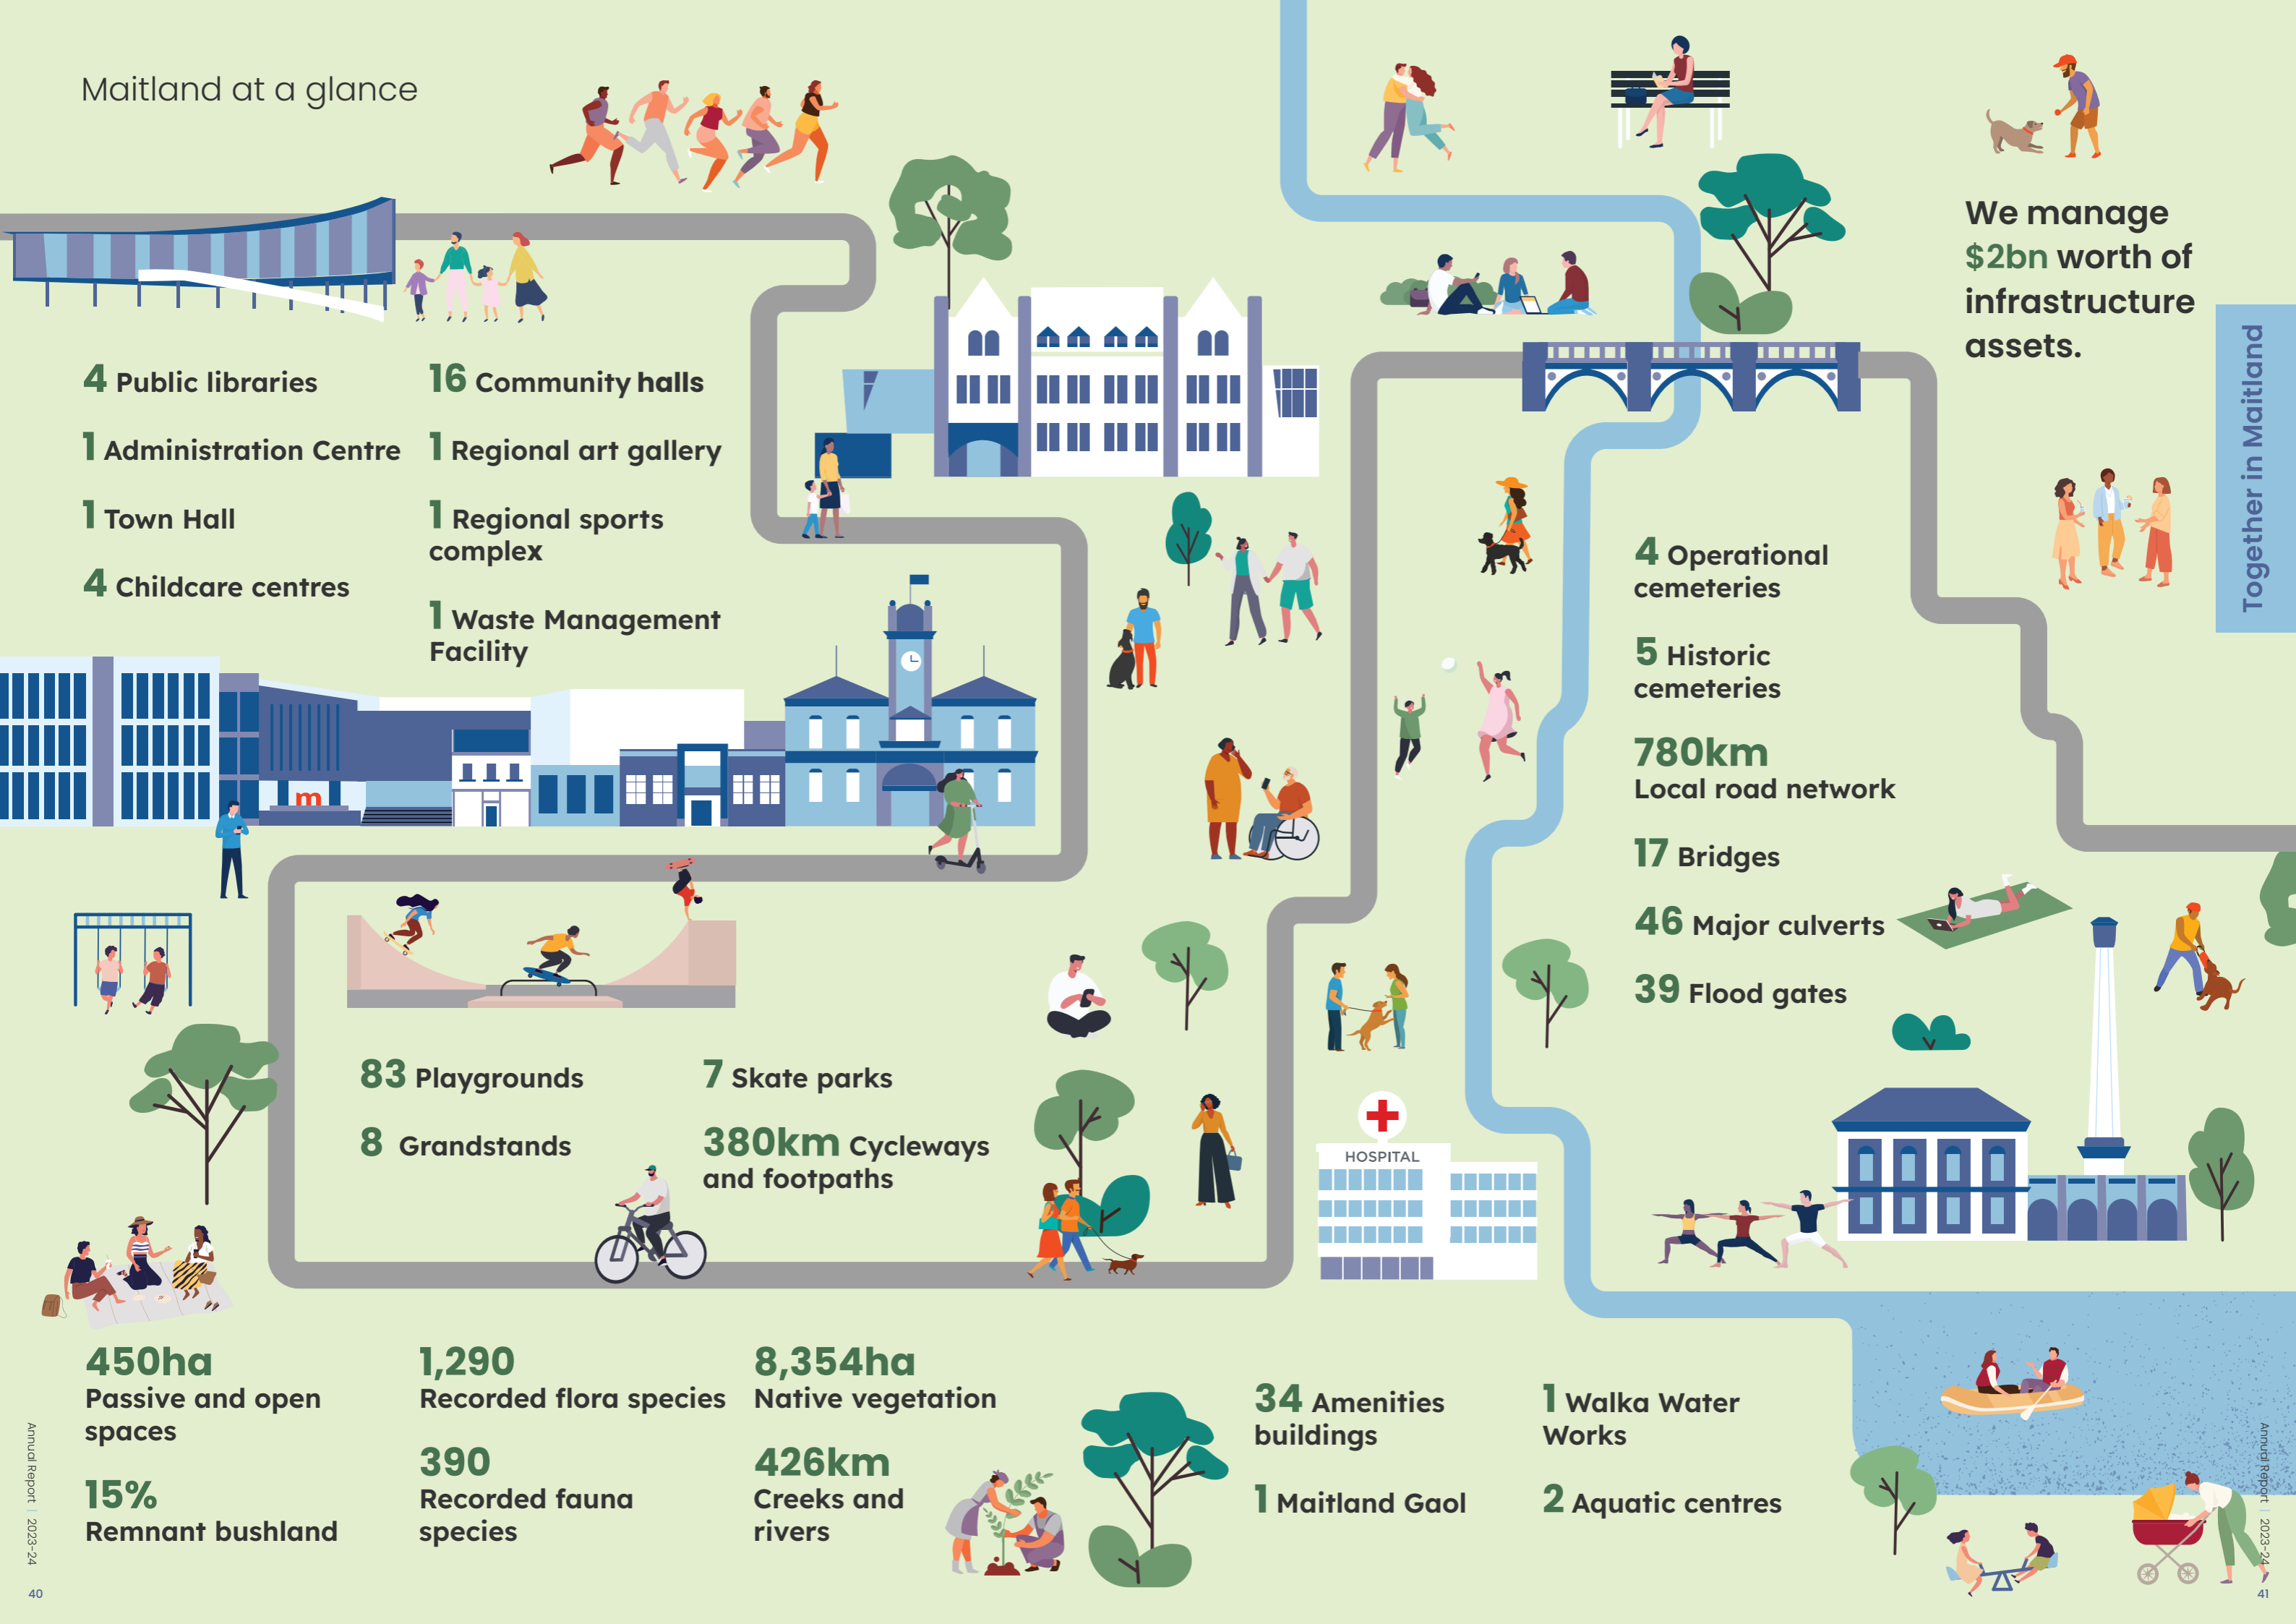 Maitland at a glance
4 Public libraries
1 Administration Centre
1 Town Hall
4 Childcare centres
16 Community halls
1 Regional art gallery
1 Regional sports
complex
1 Waste Management
Facility
m
83 Playgrounds
8 Grandstands
7 Skate parks
380km Cycleways
and footpaths
450ha
Passive and open
spaces
15%
Remnant bushland
1,290
Recorded flora species
390
Recorded fauna
species
8,354ha
Native vegetation
426km
Creeks and
rivers
Annual Report | 2023-24
40
We manage
$2bn worth of
infrastructure
assets.
Together in Maitland
4 Operational
cemeteries
5 Historic
cemeteries
780km
Local road network
17 Bridges
46 Major culverts
39 Flood gates
HOSPITAL
34 Amenities
buildings
1 Maitland Gaol
1 Walka Water
Works
2 Aquatic centres
Annual Report | 2023-24
41